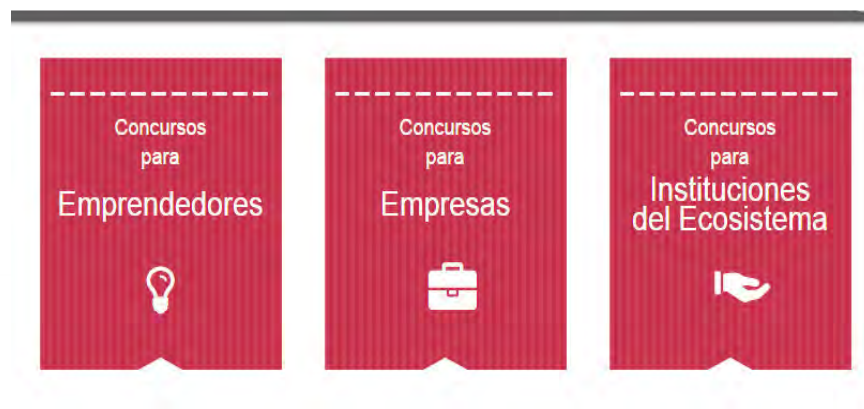 Concursos
para
Emprendedores
Concursos
para
Empresas
Concursos
para
Instituciones
del Ecosistema